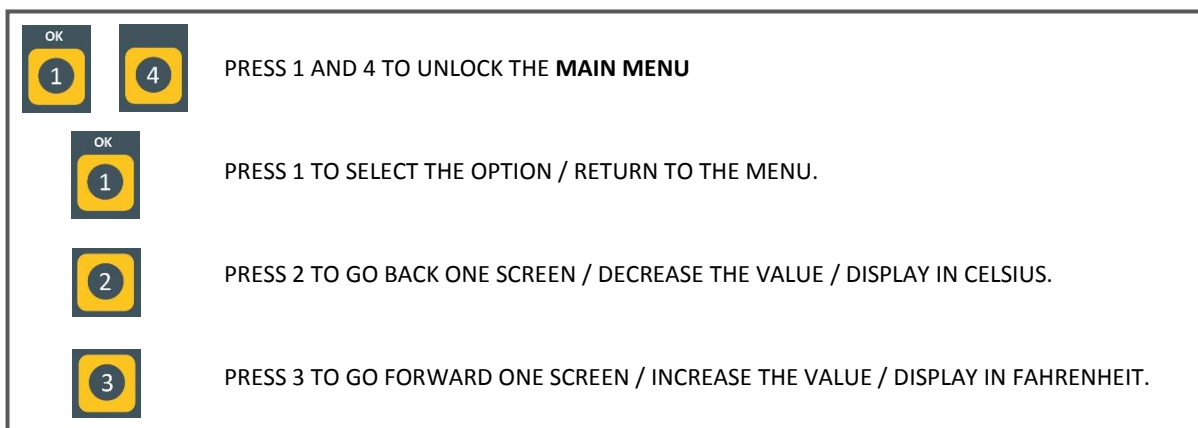 OK
1 4 PRESS 1 AND 4 TO UNLOCK THE MAIN MENU
OK
1 PRESS 1 TO SELECT THE OPTION / RETURN TO THE MENU.
2 PRESS 2 TO GO BACK ONE SCREEN / DECREASE THE VALUE / DISPLAY IN CELSIUS.
3 PRESS 3 TO GO FORWARD ONE SCREEN / INCREASE THE VALUE / DISPLAY IN FAHRENHEIT.